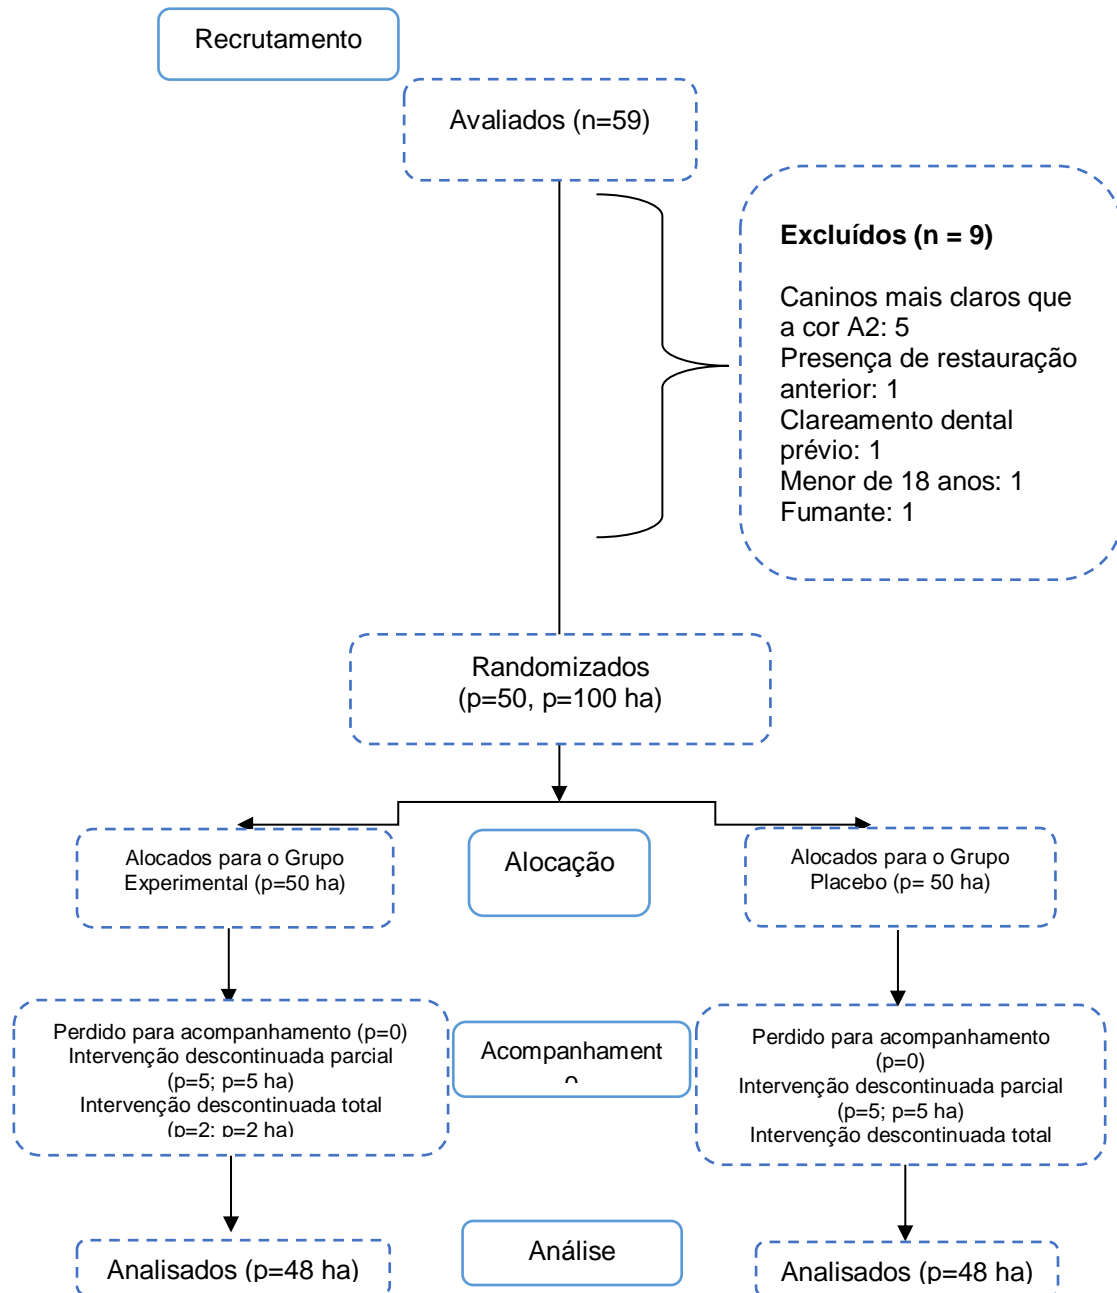 Recrutamento
Avaliados (n=59)
Excluídos (n = 9)
Caninos mais claros que
a cor A2: 5
Presença de restauração
anterior: 1
Clareamento dental
prévio: 1
Menor de 18 anos: 1
Fumante: 1
Randomizados
(p=50, p=100 ha)
Alocados para o Grupo
Experimental (p=50 ha)
Alocação
Alocados para o Grupo
Placebo (p= 50 ha)
Perdido para acompanhamento (p=0)
Intervenção descontinuada parcial
(p=5; p=5 ha)
Intervenção descontinuada total
(p=2; p=2 ha)
Acompanhament
o
Perdido para acompanhamento
(p=0)
Intervenção descontinuada parcial
(p=5; p=5 ha)
Intervenção descontinuada total
Analisados (p=48 ha)
Análise
Analisados (p=48 ha)